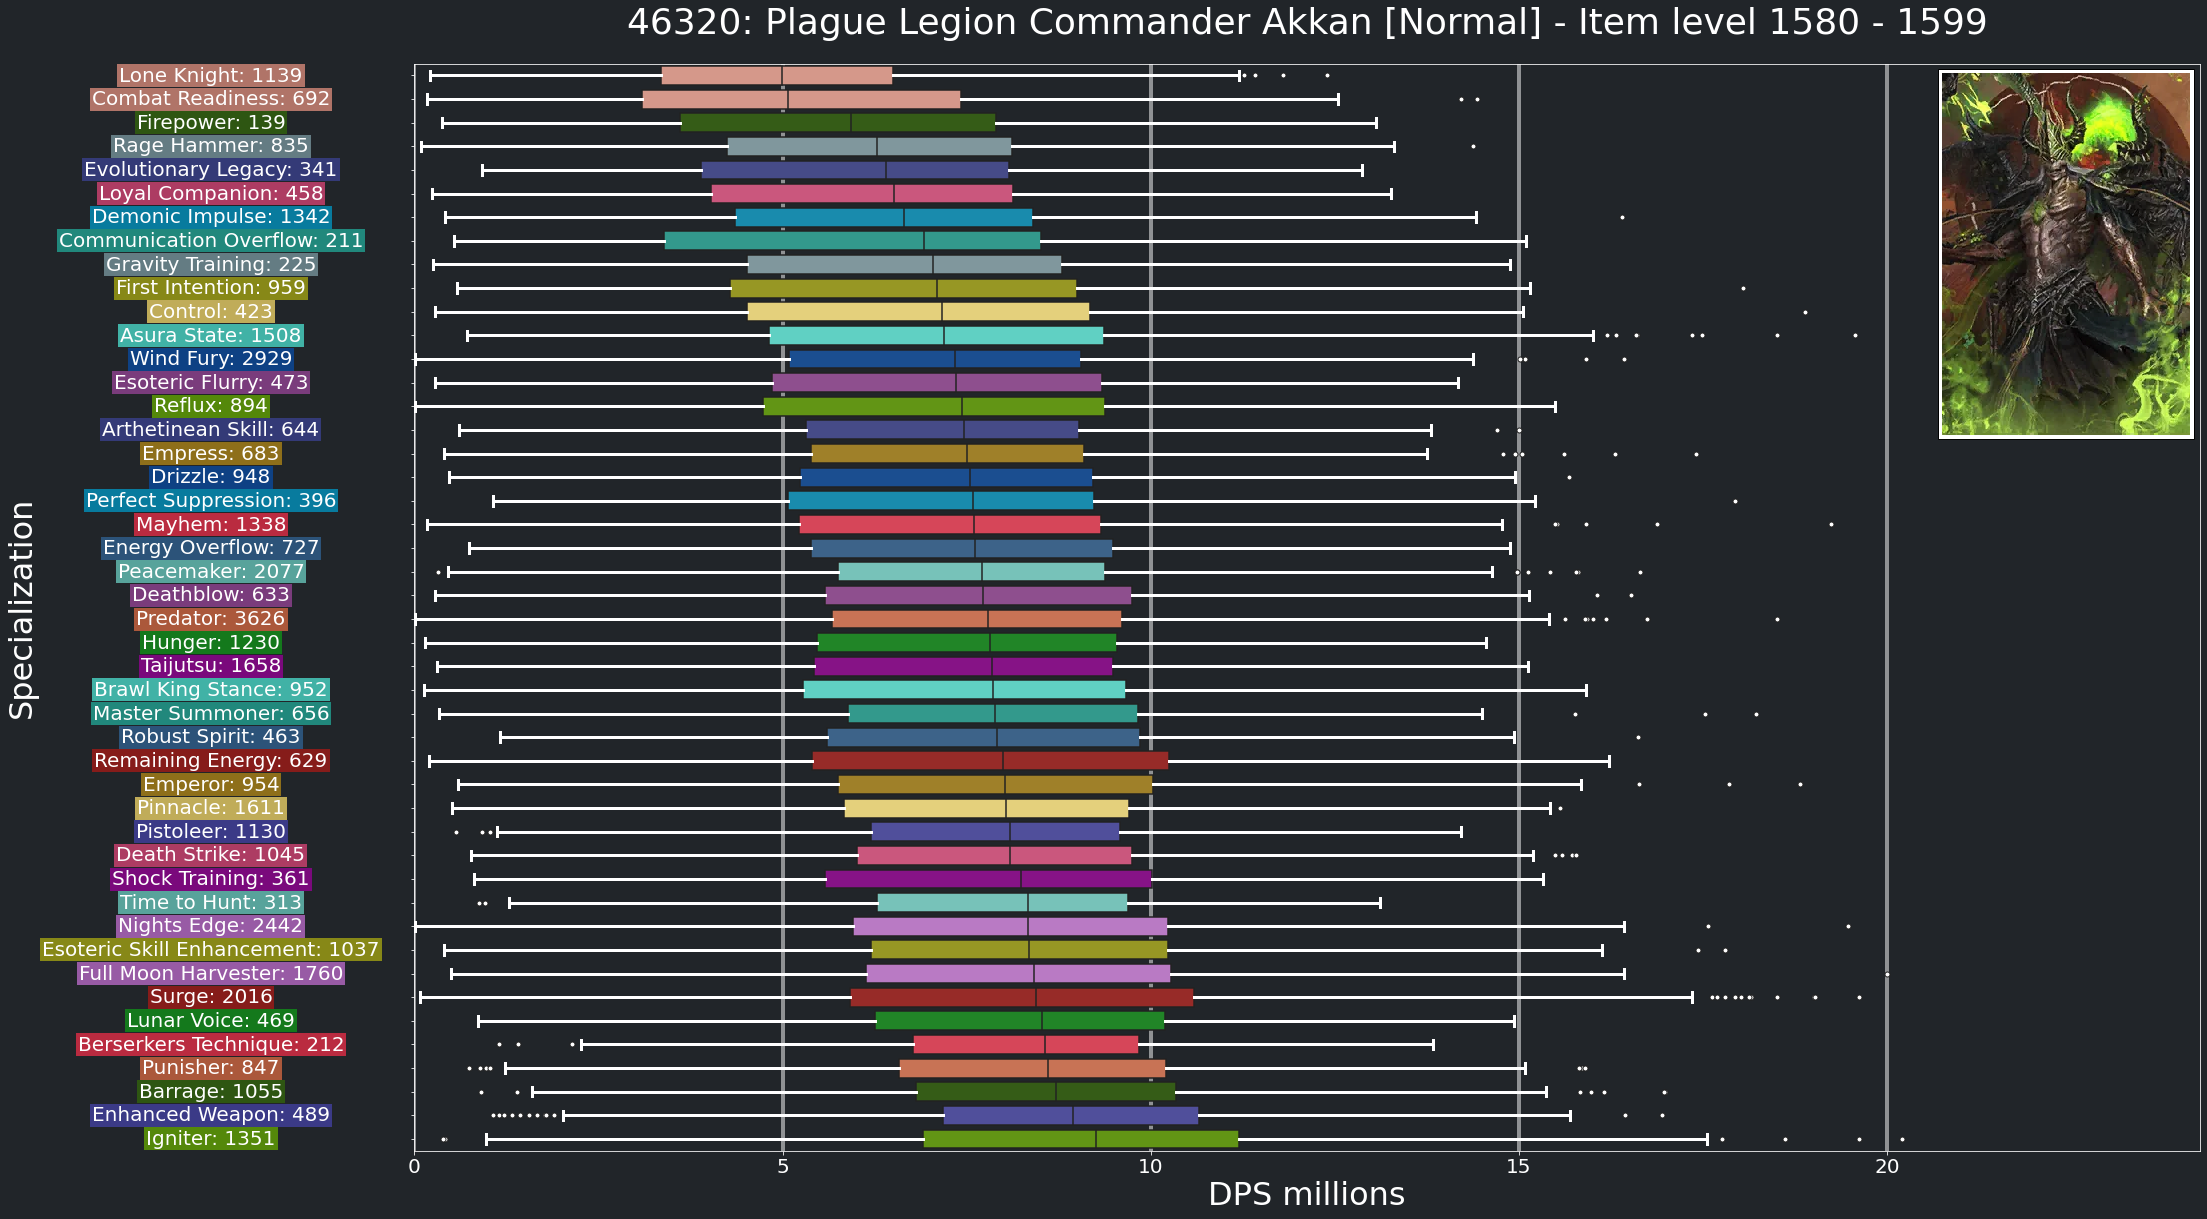 46320: Plague Legion Commander Akkan [Normal] - Item level 1580 - 1599
Specialization
Lone Knight: 1139
Combat Readiness: 692
Firepower: 139
Rage Hammer: 835
Evolutionary Legacy: 341
Loyal Companion: 458
Demonic Impulse: 1342
Communication Overflow: 211
Gravity Training: 225
First Intention: 959
Control: 423
Asura State: 1508
Wind Fury: 2929
Esoteric Flurry: 473
Reflux: 894
Arthetinean Skill: 644
Empress: 683
Drizzle: 948
Perfect Suppression: 396
Mayhem: 1338
Energy Overflow: 727
Peacemaker: 2077
Deathblow: 633
Predator: 3626
Hunger: 1230
Taijutsu: 1658
Brawl King Stance: 952
Master Summoner: 656
Robust Spirit: 463
Remaining Energy: 629
Emperor: 954
Pinnacle: 1611
Pistoleer: 1130
Death Strike: 1045
Shock Training: 361
Time to Hunt: 313
Nights Edge: 2442
Esoteric Skill Enhancement: 1037
Full Moon Harvester: 1760
Surge: 2016
Lunar Voice: 469
Berserkers Technique: 212
Punisher: 847
Barrage: 1055
Enhanced Weapon: 489
Igniter: 1351
0 5 10 15 20
DPS millions